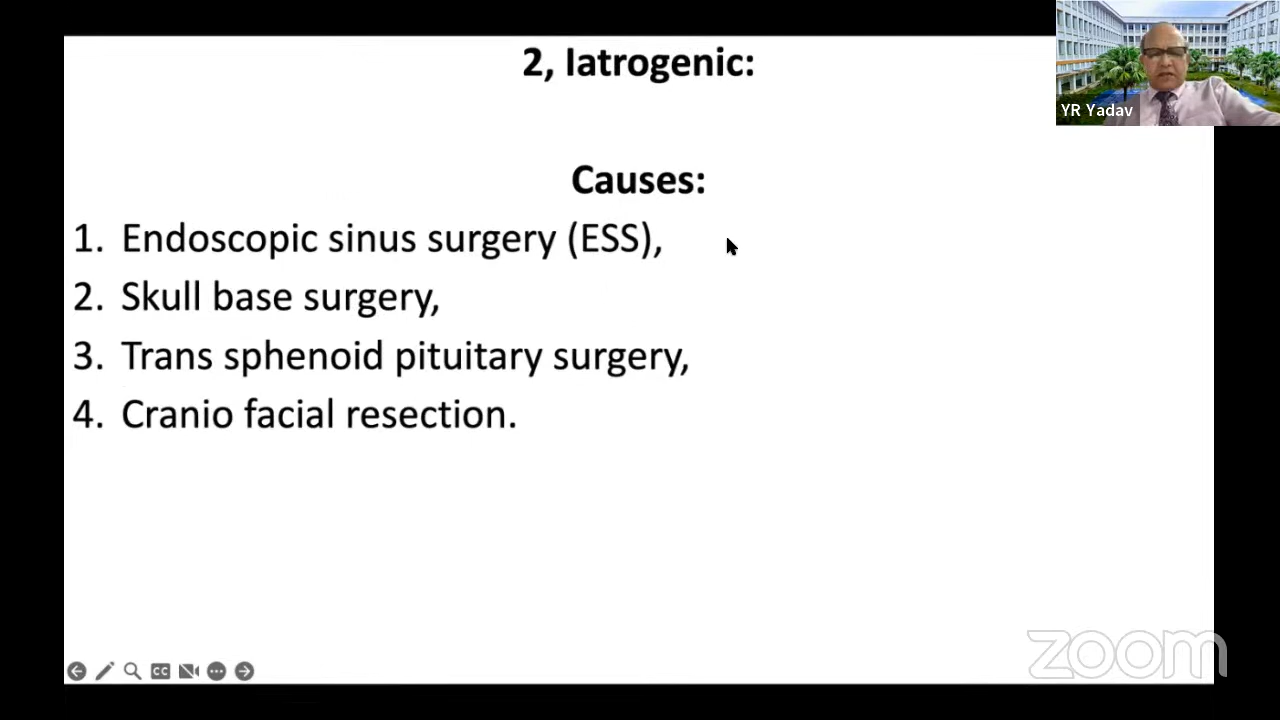 2, Iatrogenic:
YR Yadav
Causes:
1. Endoscopic sinus surgery (ESS),
2. Skull base surgery,
3. Trans sphenoid pituitary surgery,
4. Cranio facial resection.
CC
zoom